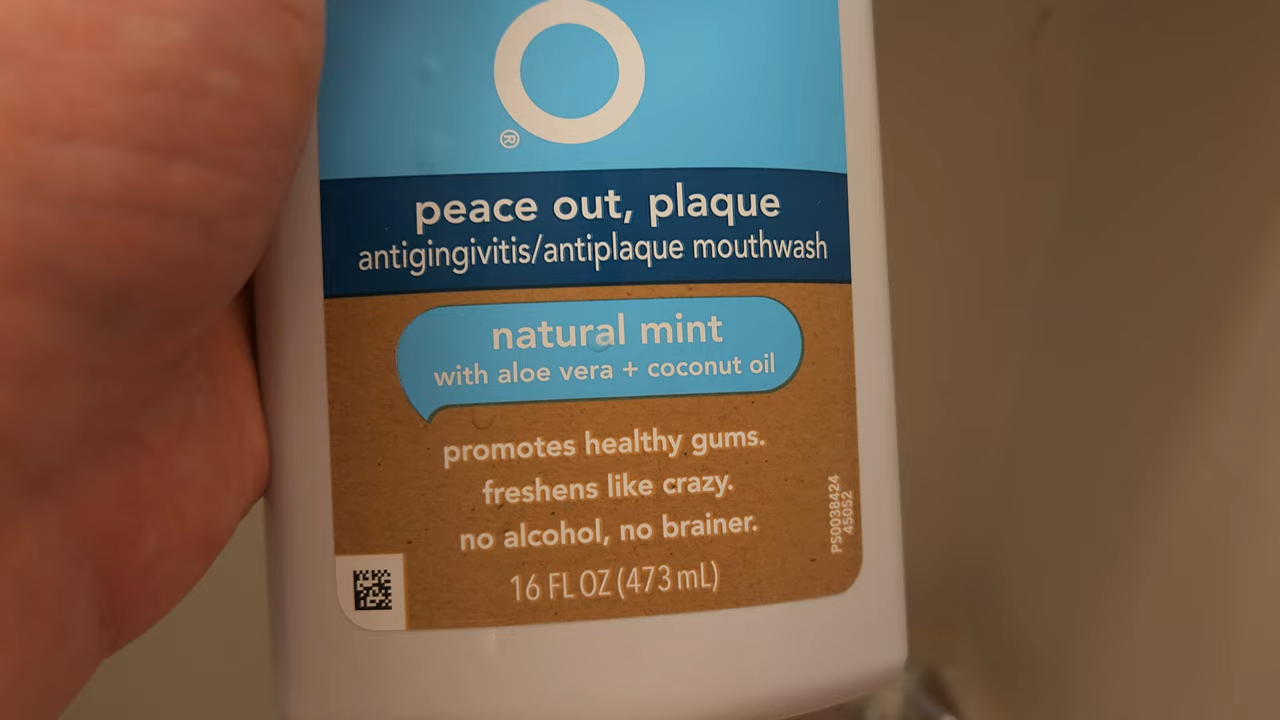 O
®
peace out, plaque
antigingivitis/antiplaque mouthwash
natural mint
with aloe vera + coconut oil
promotes healthy gums.
freshens like crazy.
no alcohol, no brainer.
16 FL OZ (473 mL)
PS0038424
45052